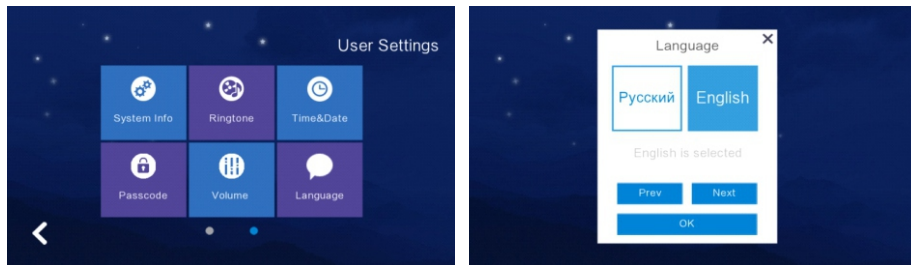 User Settings
System Info
Ringtone
Time&Date
Passcode
Volume
Language
Language
Русский
English
English is selected
Prev
Next
OK